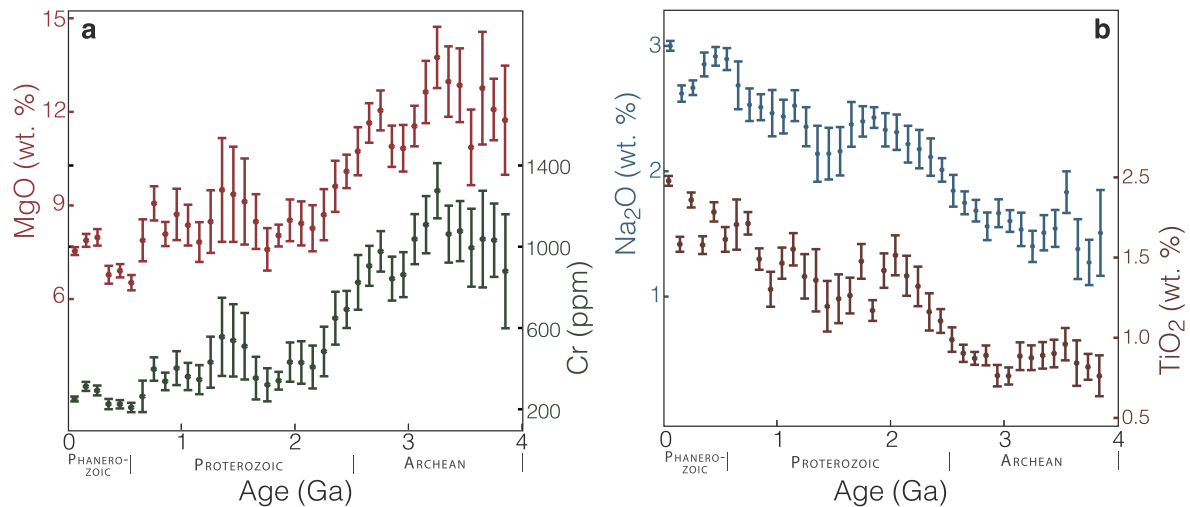 a
15
12
9
6
MgO (wt. %)
1400
1000
600
200
Cr (ppm)
0
1
2
3
4
PHANERO-
ZOIC
PROTEROZOIC
ARCHEAN
Age (Ga)
b
3
2
1
Na2O (wt. %)
2.5
1.5
1.0
0.5
TiO2 (wt. %)
0
1
2
3
4
PHANERO-
ZOIC
PROTEROZOIC
ARCHEAN
Age (Ga)